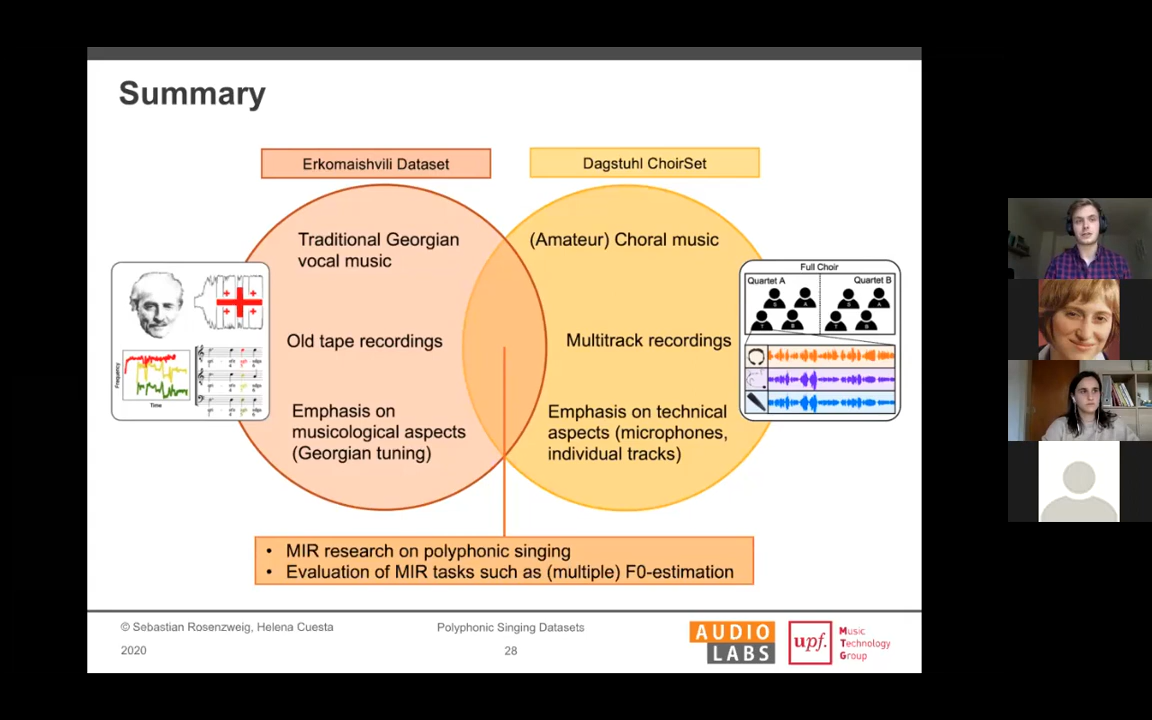 Summary
Erkomaishvili Dataset
Dagstuhl ChoirSet
Traditional Georgian
vocal music
(Amateur) Choral music
Old tape recordings
Multitrack recordings
Emphasis on
musicological aspects
(Georgian tuning)
Emphasis on technical
aspects (microphones,
individual tracks)
Frequency
Time
Full Choir
Quartet A
Quartet B
S
A
S
A
T
B
T
B
• MIR research on polyphonic singing
• Evaluation of MIR tasks such as (multiple) F0-estimation
© Sebastian Rosenzweig, Helena Cuesta
Polyphonic Singing Datasets
2020
28
AUDIO
LABS
upf.
Music
Technology
Group